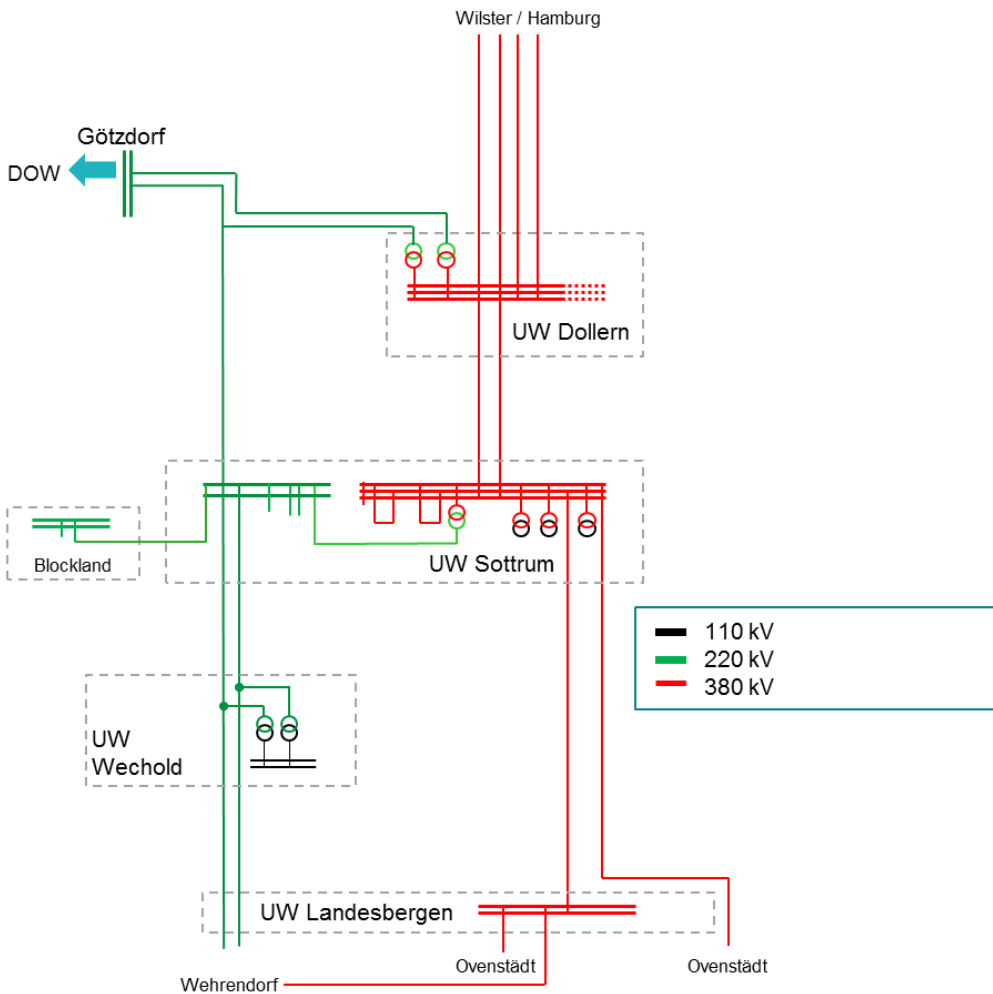 Wilster / Hamburg
Götzdorf
DOW
UW Dollern
Blockland
UW Sottrum
110 kV
220 kV
380 kV
UW
Wechold
UW Landesbergen
Ovenstädt
Ovenstädt
Wehrendorf